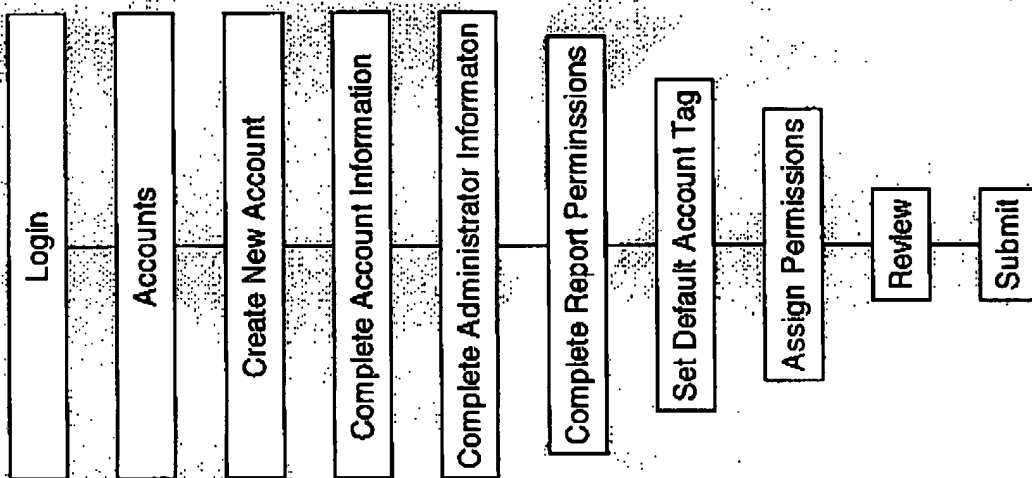 Login
Accounts
Create New Account
Complete Account Information
Complete Administrator Informaton
Complete Report Perminssions
Set Default Account Tag
Assign Permissions
Review
Submit